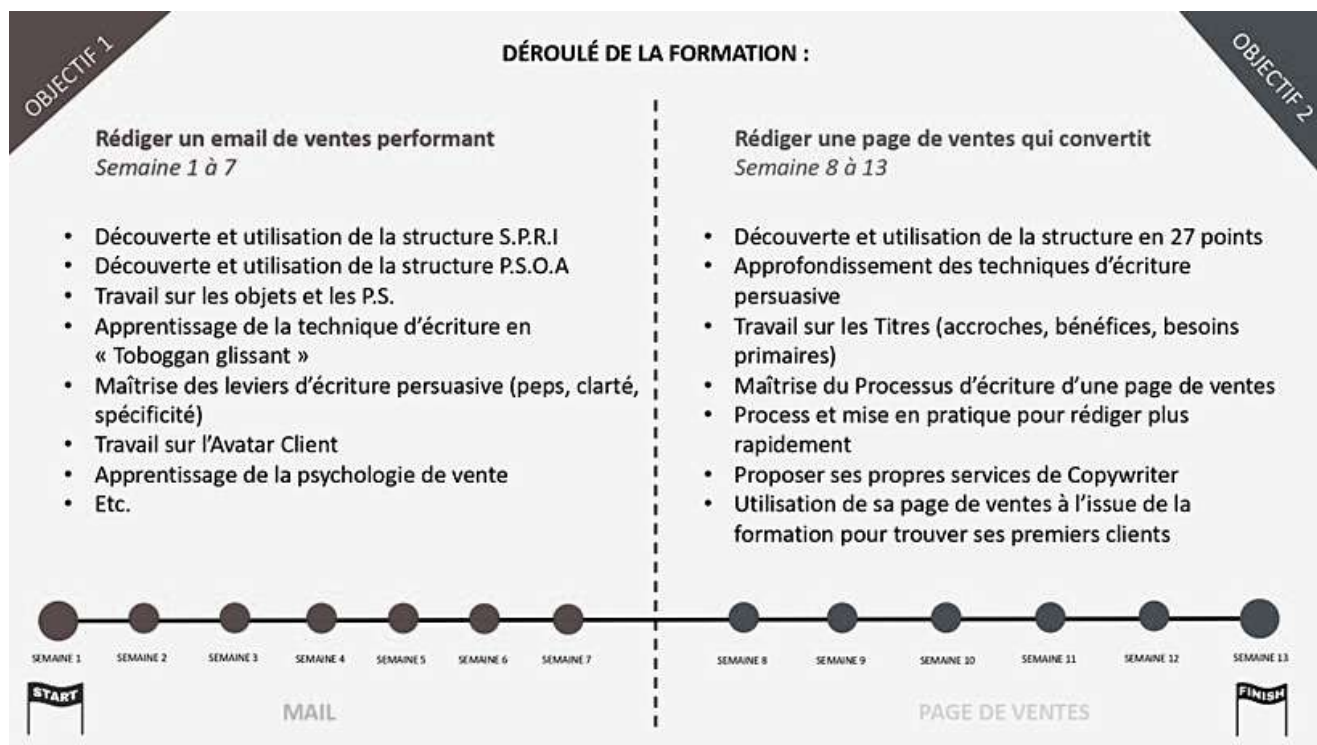 OBJECTIF 1
DÉROULÉ DE LA FORMATION :
OBJECTIF 2
Rédiger un email de ventes performant
Semaine 1 à 7
• Découverte et utilisation de la structure S.P.R.I
• Découverte et utilisation de la structure P.S.O.A
• Travail sur les objets et les P.S.
• Apprentissage de la technique d'écriture en
« Toboggan glissant »
• Maîtrise des leviers d'écriture persuasive (peps, clarté,
spécificité)
• Travail sur l'Avatar Client
• Apprentissage de la psychologie de vente
• Etc.
Rédiger une page de ventes qui convertit
Semaine 8 à 13
• Découverte et utilisation de la structure en 27 points
• Approfondissement des techniques d'écriture
persuasive
• Travail sur les Titres (accroches, bénéfices, besoins
primaires)
• Maîtrise du Processus d'écriture d'une page de ventes
• Process et mise en pratique pour rédiger plus
rapidement
• Proposer ses propres services de Copywriter
• Utilisation de sa page de ventes à l'issue de la
formation pour trouver ses premiers clients
SEMAINE 1
SEMAINE 2
SEMAINE 3
SEMAINE 4
SEMAINE 5
SEMAINE 6
SEMAINE 7
SEMAINE 8
SEMAINE 9
SEMAINE 10
SEMAINE 11
SEMAINE 12
SEMAINE 13
START
MAIL
PAGE DE VENTES
FINISH